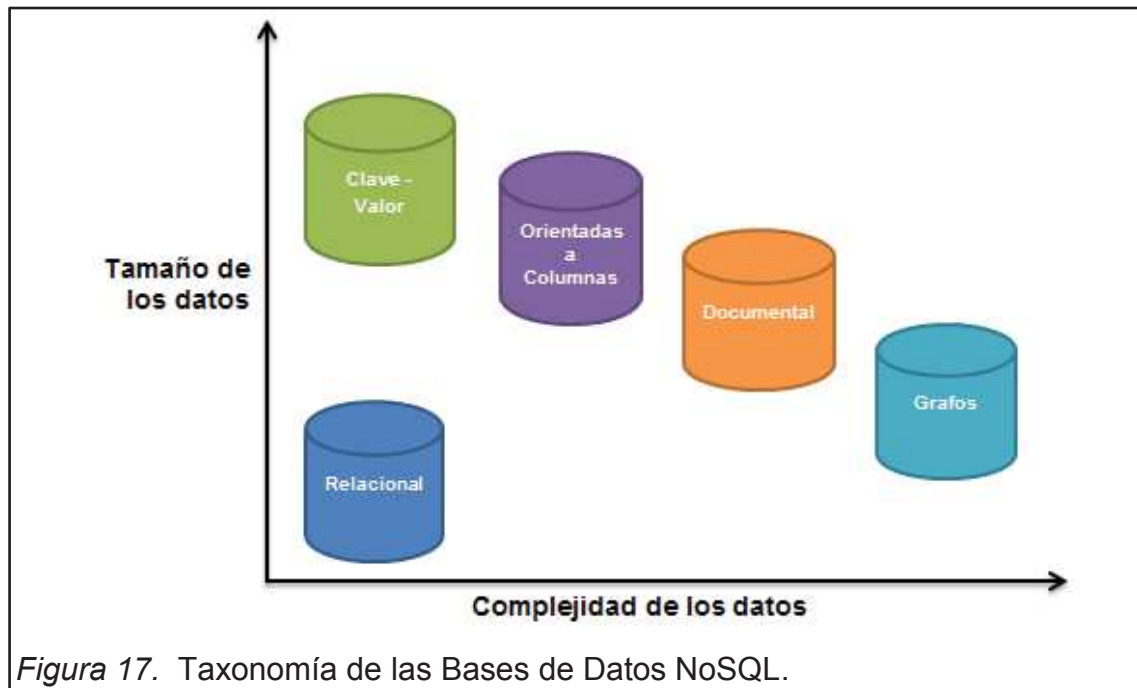 Clave -
Valor
Orientadas
a
Columnas
Tamaño de
los datos
Documental
Grafos
Relacional
Complejidad de los datos
Figura 17. Taxonomía de las Bases de Datos NoSQL.